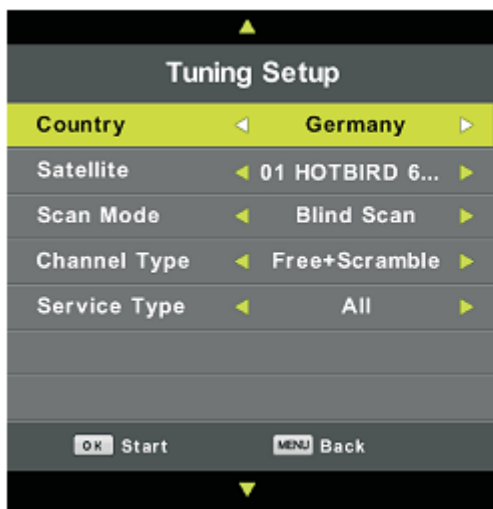 Tuning Setup
Country Germany
Satellite 01 HOTBIRD 6...
Scan Mode Blind Scan
Channel Type Free+Scramble
Service Type All
OK Start MENU Back